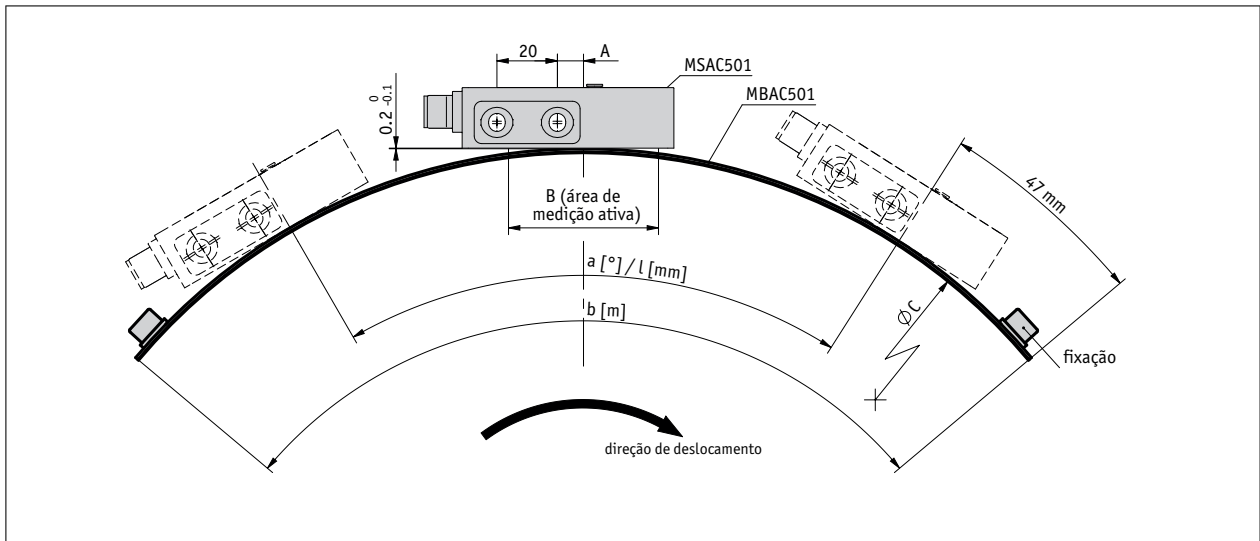 20
A
MSAC501
MBAC501
0.2 0 -0.1
47 mm
B (área de
medição ativa)
a [°] / l [mm]
b [m]
ØC
fixação
direção de deslocamento